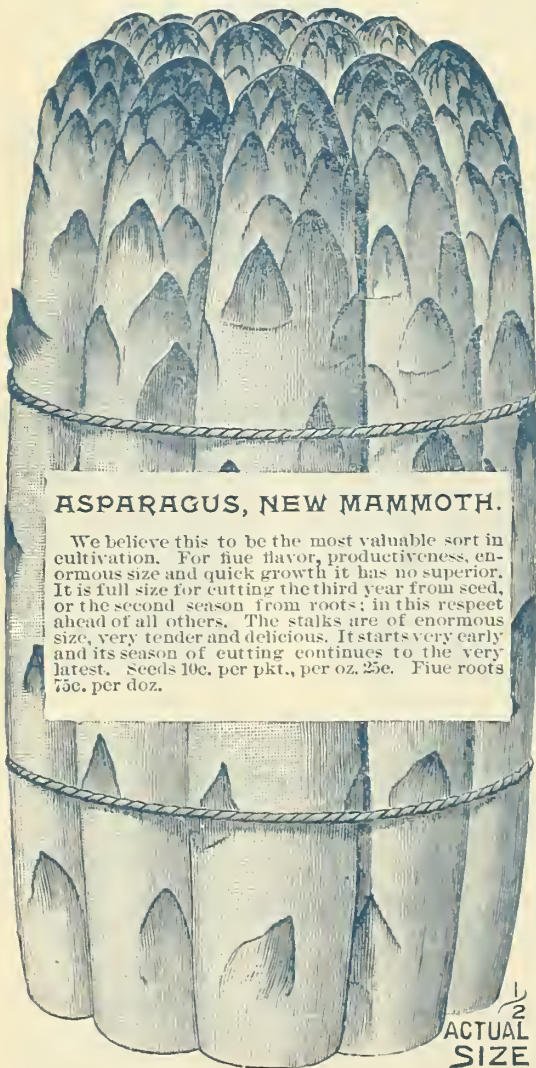 ASPARAGUS, NEW MAMMOTH.
We believe this to be the most valuable sort in
cultivation. For fine flavor, productiveness, en-
ormous size and quick growth it has no superior.
It is full size for cutting the third year from seed,
or the second season from roots; in this respect
ahead of all others. The stalks are of enormous
size, very tender and delicious. It starts very early
and its season of cutting continues to the very
latest. Seeds 10c. per pkt., per oz. 25c. Fine roots
75c. per doz.
1/2
ACTUAL
SIZE